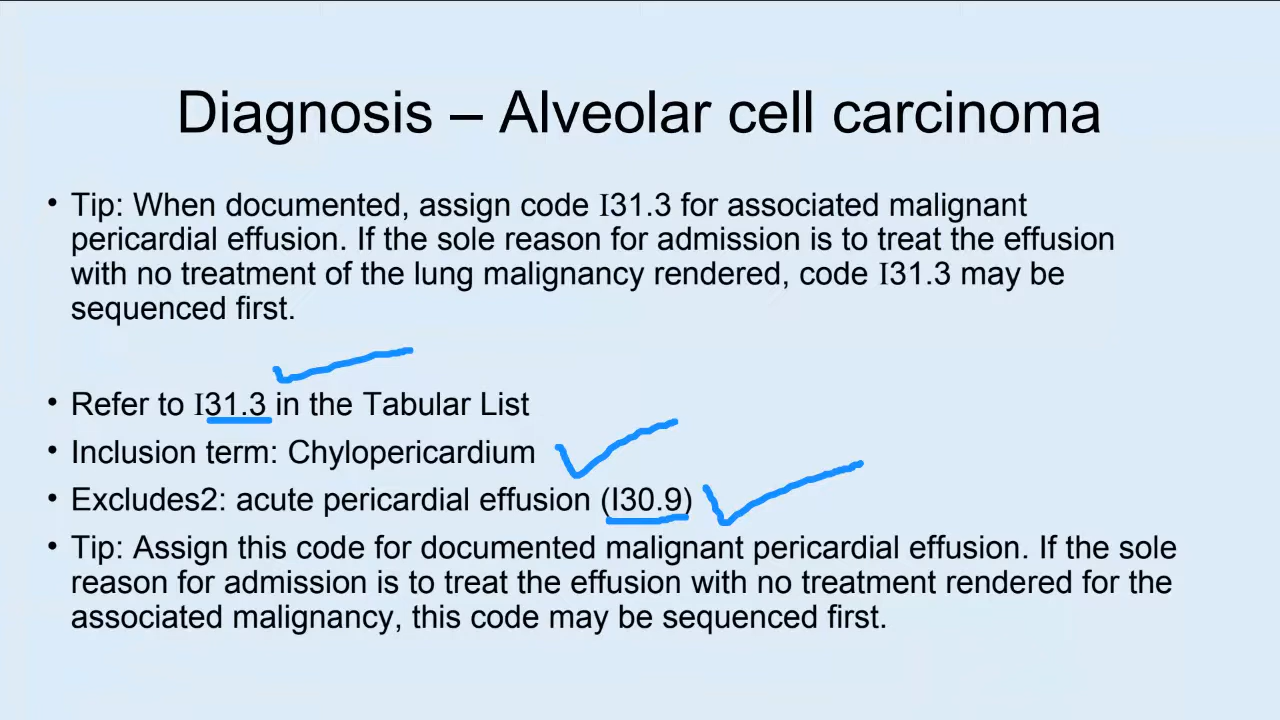 Diagnosis – Alveolar cell carcinoma
• Tip: When documented, assign code I31.3 for associated malignant
pericardial effusion. If the sole reason for admission is to treat the effusion
with no treatment of the lung malignancy rendered, code I31.3 may be
sequenced first.
• Refer to I31.3 in the Tabular List
• Inclusion term: Chylopericardium
• Excludes2: acute pericardial effusion (I30.9)
• Tip: Assign this code for documented malignant pericardial effusion. If the sole
reason for admission is to treat the effusion with no treatment rendered for the
associated malignancy, this code may be sequenced first.